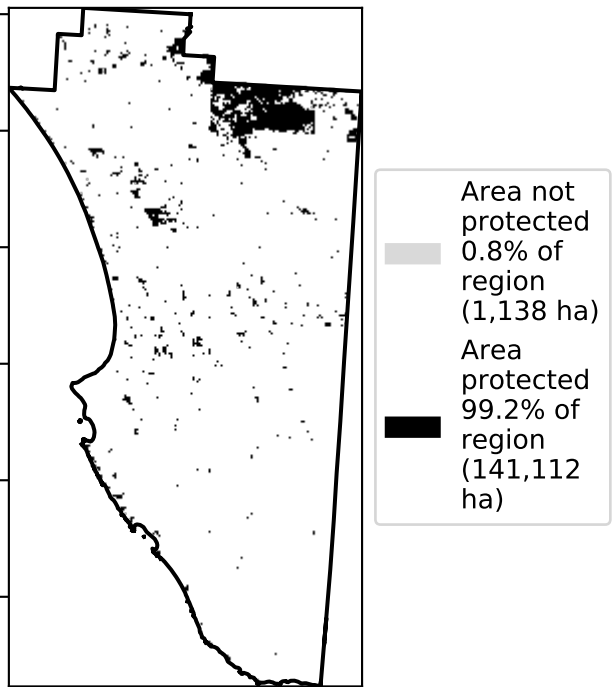 Area not
protected
0.8% of
region
(1,138 ha)
Area
protected
99.2% of
region
(141,112
ha)